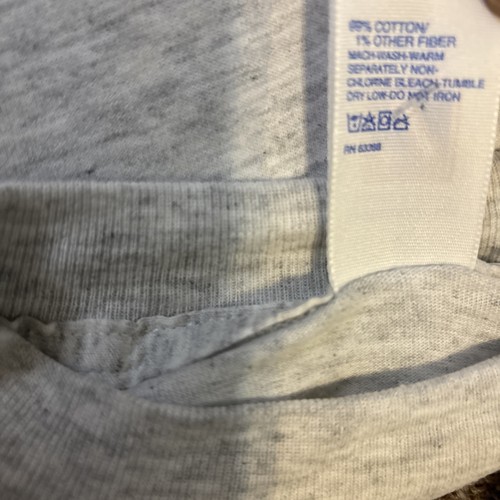 99% COTTON/
1% OTHER FIBER
MACH-WASH-WARM
SEPARATELY NON-
CHLORINE BLEACH-TUMBLE
DRY LOW-DO NOT IRON
RN